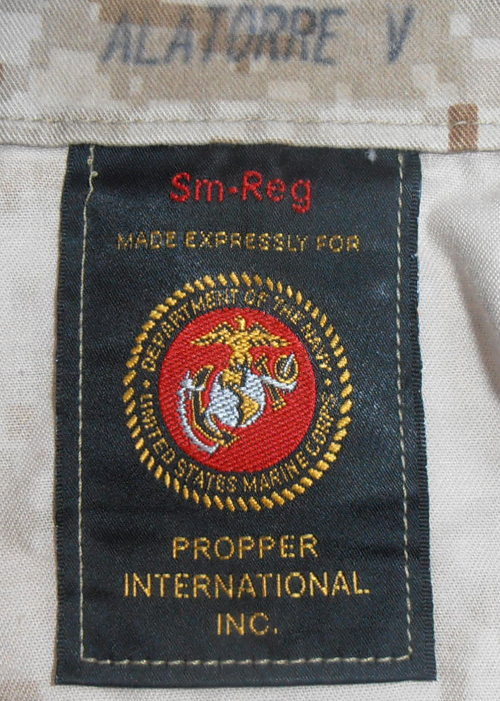 ALATORRE V
Sm-Reg
MADE EXPRESSLY FOR
DEPARTMENT OF THE NAVY
UNITED STATES MARINE CORPS
PROPPER
INTERNATIONAL
INC.